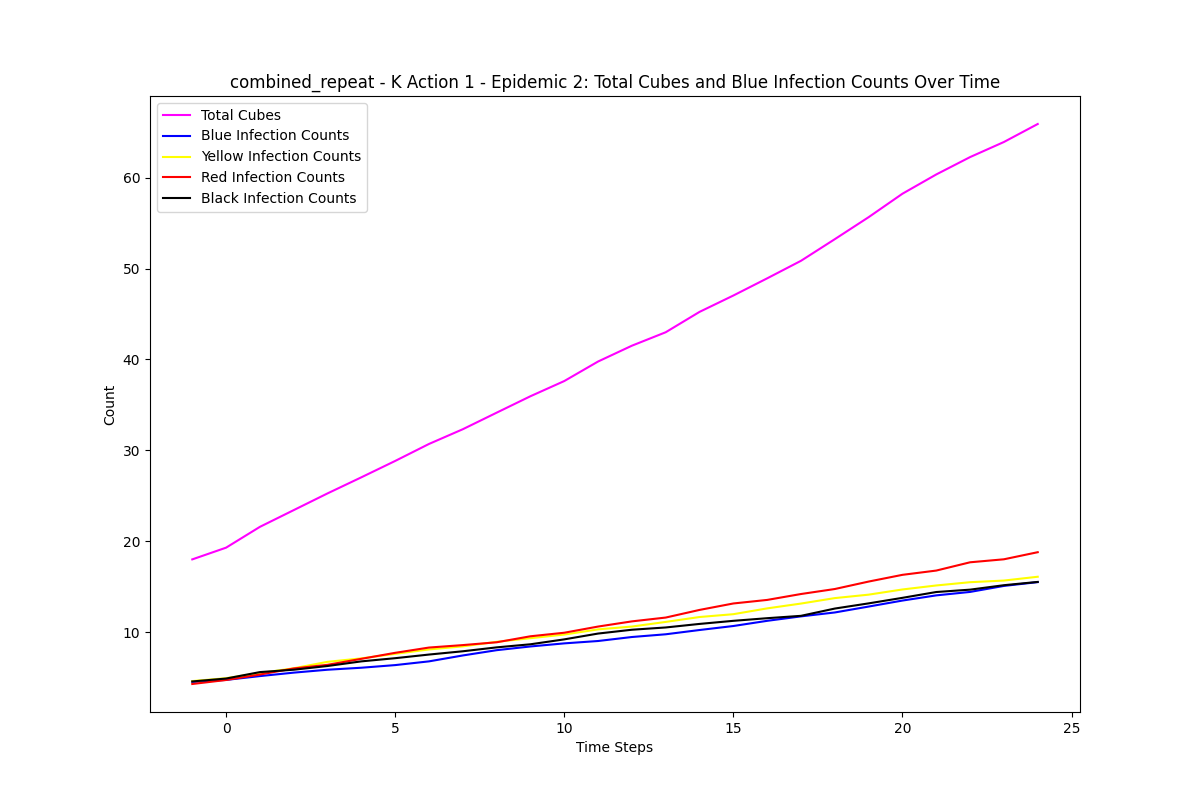 combined_repeat - K Action 1 - Epidemic 2: Total Cubes and Blue Infection Counts Over Time
Total Cubes
Blue Infection Counts
Yellow Infection Counts
Red Infection Counts
Black Infection Counts
60
50
40
30
20
10
Count
0 5 10 15 20 25
Time Steps